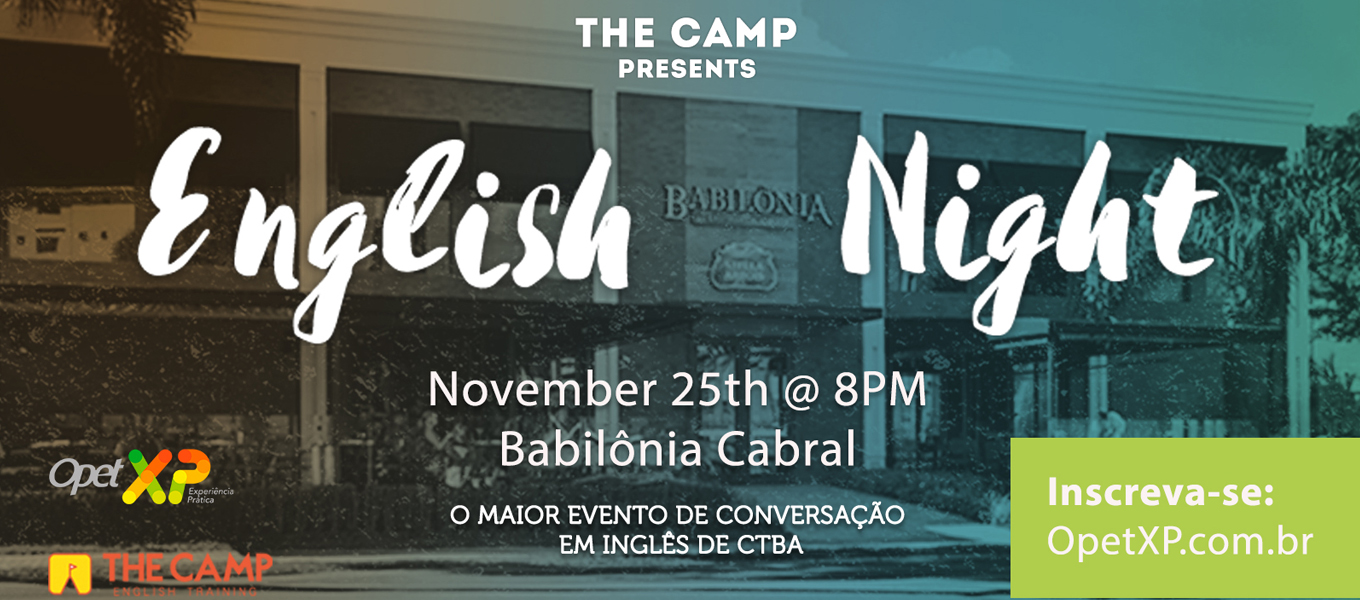 THE CAMP
PRESENTS
English Night
BABILÔNIA
November 25th @ 8PM
Babilônia Cabral
O MAIOR EVENTO DE CONVERSAÇÃO
EM INGLÊS DE CTBA
Opet XP
Experiência
Prática
THE CAMP
ENGLISH TRAINING
Inscreva-se:
OpetXP.com.br